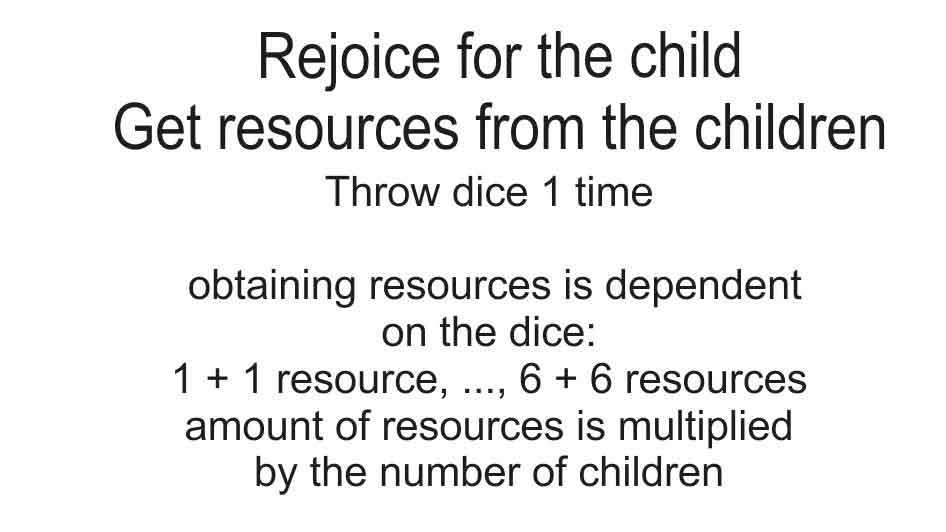 Rejoice for the child
Get resources from the children
Throw dice 1 time
obtaining resources is dependent
on the dice:
1 + 1 resource, ..., 6 + 6 resources
amount of resources is multiplied
by the number of children